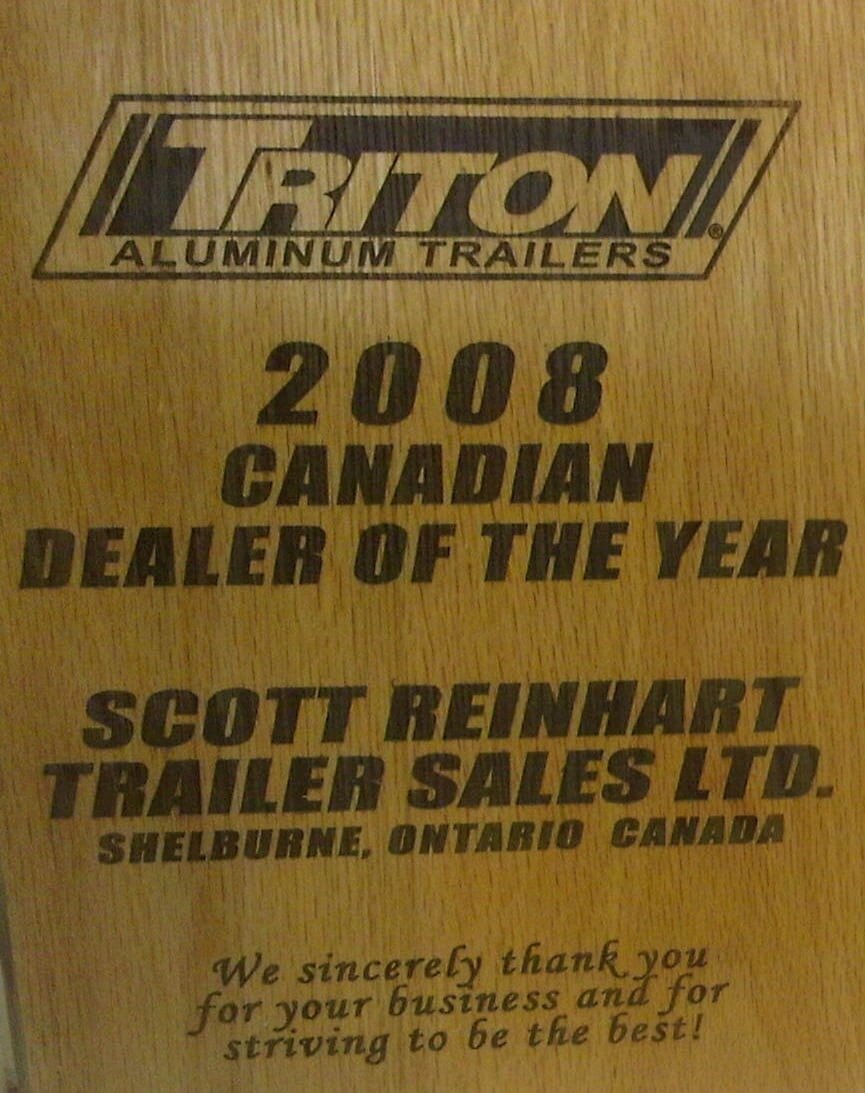 TRITON®
ALUMINUM TRAILERS
2008
CANADIAN
DEALER OF THE YEAR
SCOTT REINHART
TRAILER SALES LTD.
SHELBURNE, ONTARIO CANADA
We sincerely thank you
for your business and for
striving to be the best!